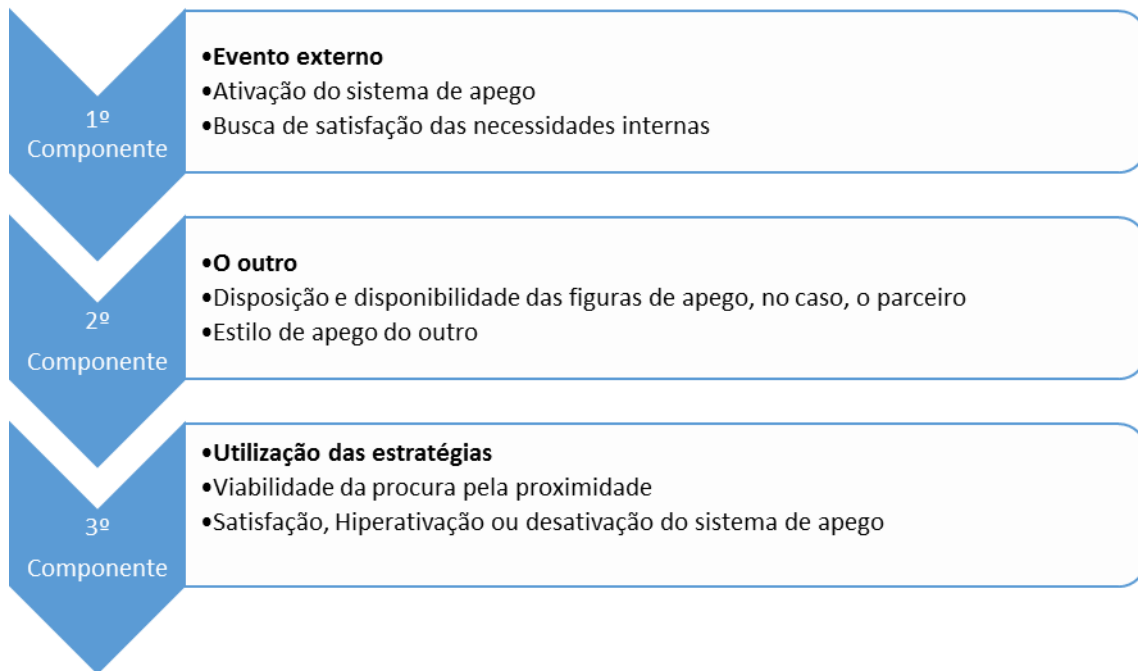 1º
Componente
•Evento externo
•Ativação do sistema de apego
•Busca de satisfação das necessidades internas
2º
Componente
•O outro
•Disposição e disponibilidade das figuras de apego, no caso, o parceiro
•Estilo de apego do outro
3º
Componente
•Utilização das estratégias
•Viabilidade da procura pela proximidade
•Satisfação, Hiperativação ou desativação do sistema de apego